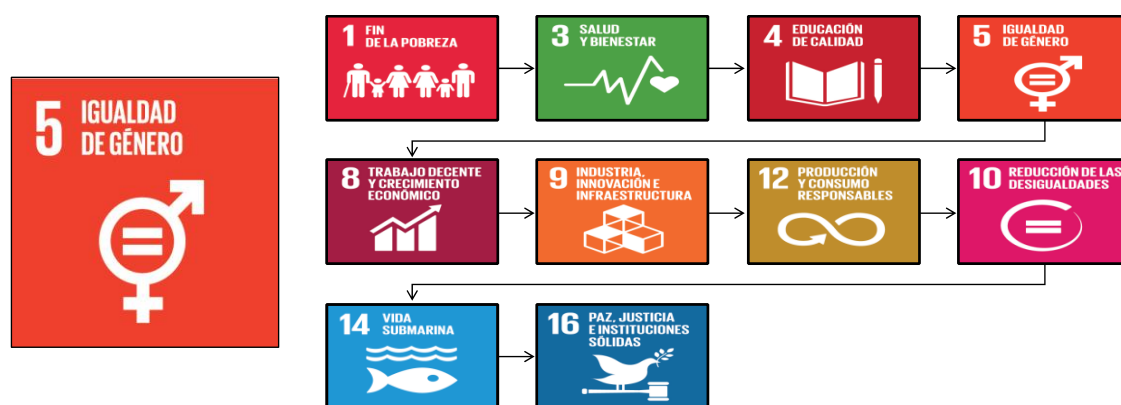 5 IGUALDAD
DE GÉNERO
1 FIN
DE LA POBREZA
3 SALUD
Y BIENESTAR
4 EDUCACIÓN
DE CALIDAD
5 IGUALDAD
DE GÉNERO
8 TRABAJO DECENTE
Y CRECIMIENTO
ECONÓMICO
9 INDUSTRIA,
INNOVACIÓN E
INFRAESTRUCTURA
12 PRODUCCIÓN
Y CONSUMO
RESPONSABLES
10 REDUCCIÓN DE LAS
DESIGUALDADES
14 VIDA
SUBMARINA
16 PAZ, JUSTICIA
E INSTITUCIONES
SÓLIDAS